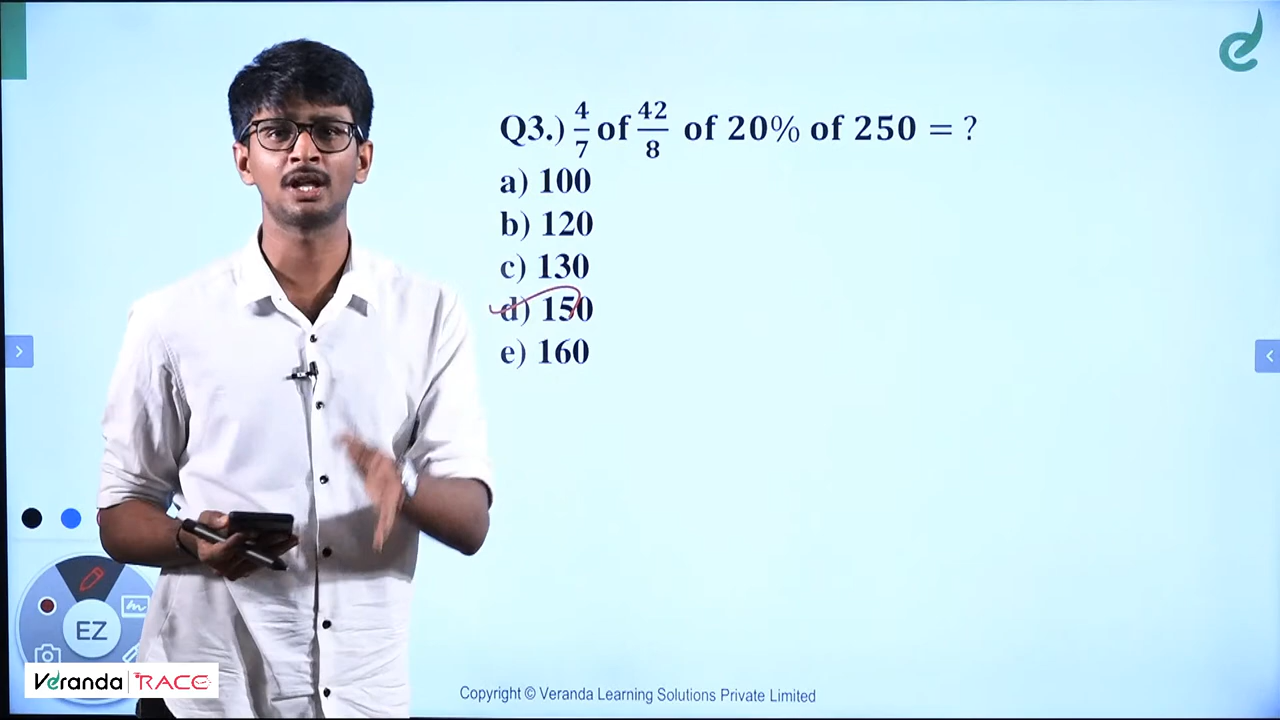 Q3.) 4/7 of 42/8 of 20% of 250 = ?
a) 100
b) 120
c) 130
d) 150
e) 160
EZ
Veranda RACE
Copyright © Veranda Learning Solutions Private Limited